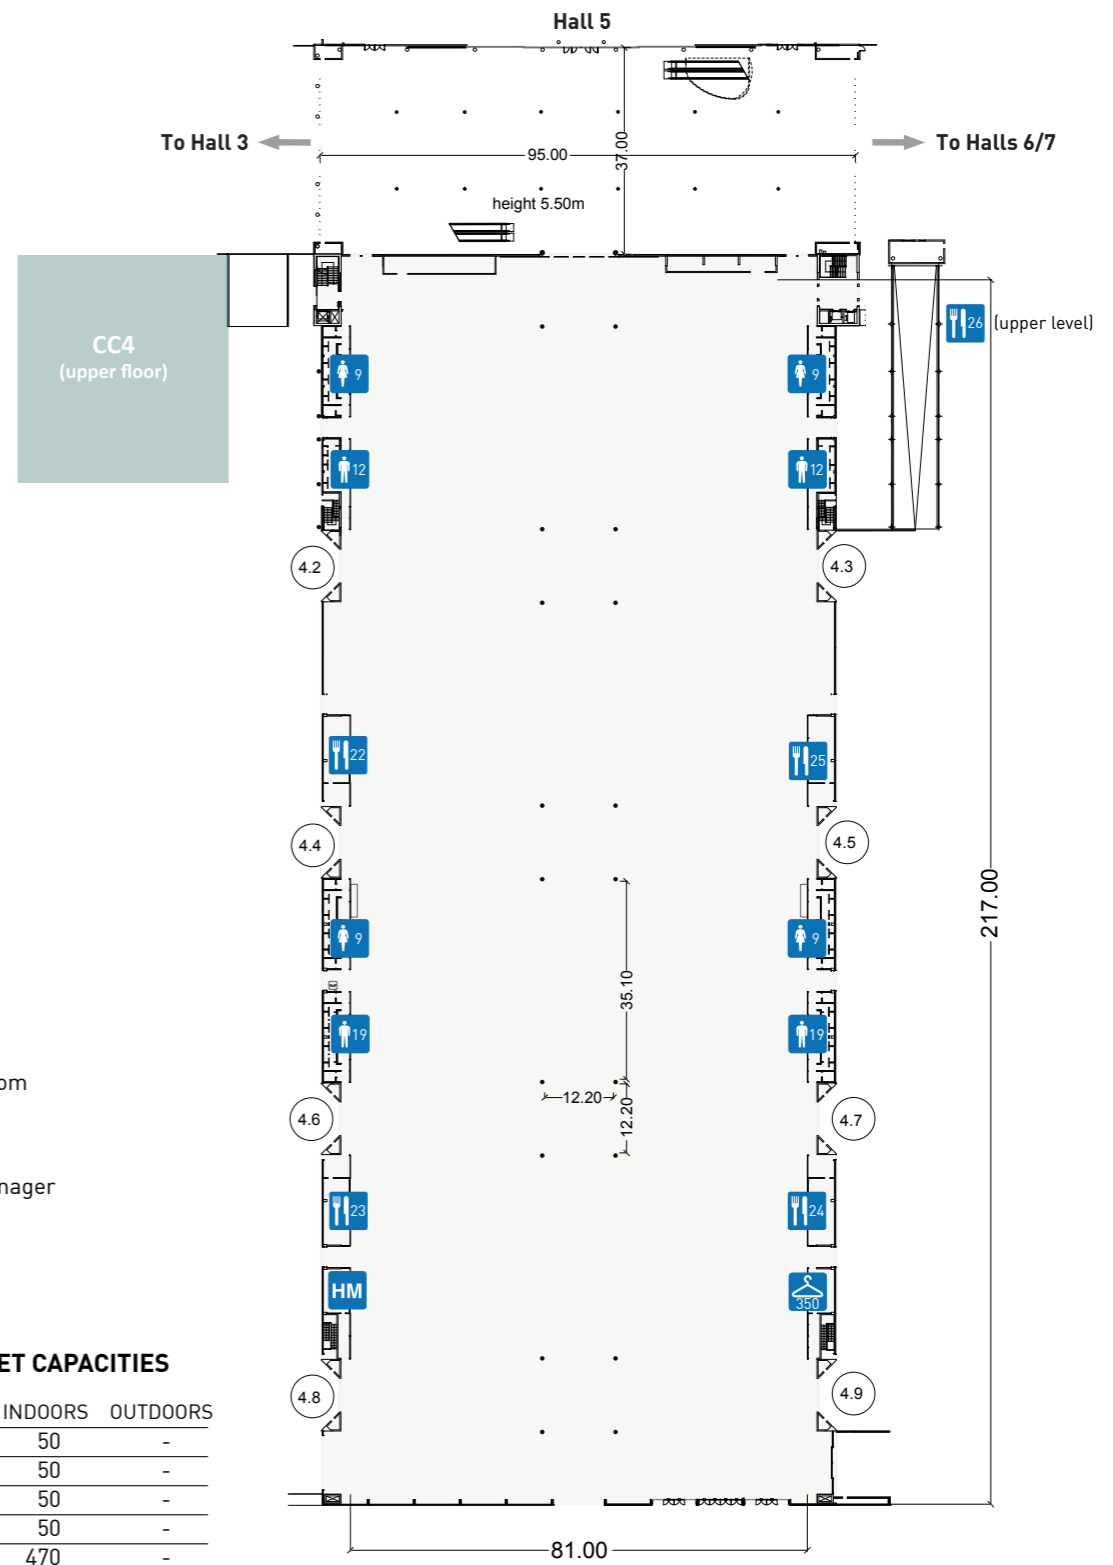 Hall 5
To Hall 3
To Halls 6/7
95.00
37.00
height 5.50m
CC4
(upper floor)
26
(upper level)
9
9
12
12
4.2
4.3
22
25
4.4
4.5
217.00
9
9
35.10
19
19
om
12.20
12.20
4.6
4.7
nager
23
24
HM
350
ET CAPACITIES
4.8
4.9
INDOORS OUTDOORS
50 -
50 -
50 -
50 -
470 -
81.00